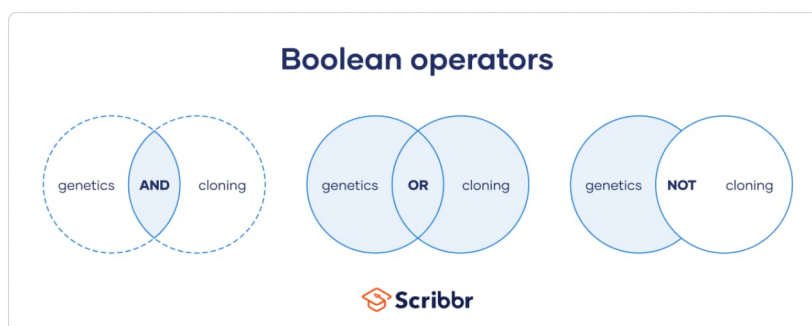 Boolean operators
genetics AND cloning
genetics OR cloning
genetics NOT cloning
Scribbr